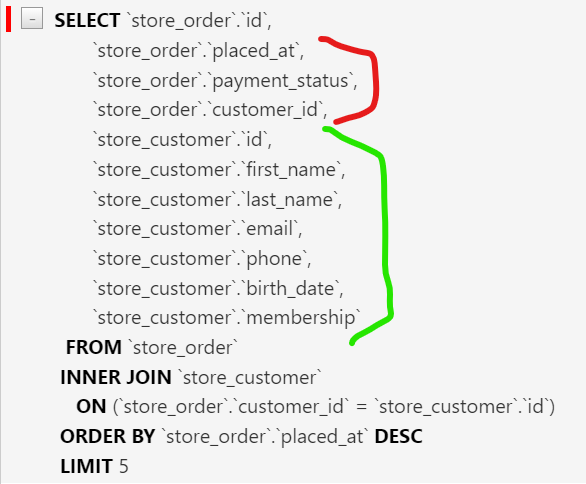 SELECT `store_order`.`id`,
`store_order`.`placed_at`,
`store_order`.`payment_status`,
`store_order`.`customer_id`,
`store_customer`.`id`,
`store_customer`.`first_name`,
`store_customer`.`last_name`,
`store_customer`.`email`,
`store_customer`.`phone`,
`store_customer`.`birth_date`,
`store_customer`.`membership`
FROM `store_order`
INNER JOIN `store_customer`
ON (`store_order`.`customer_id` = `store_customer`.`id`)
ORDER BY `store_order`.`placed_at` DESC
LIMIT 5